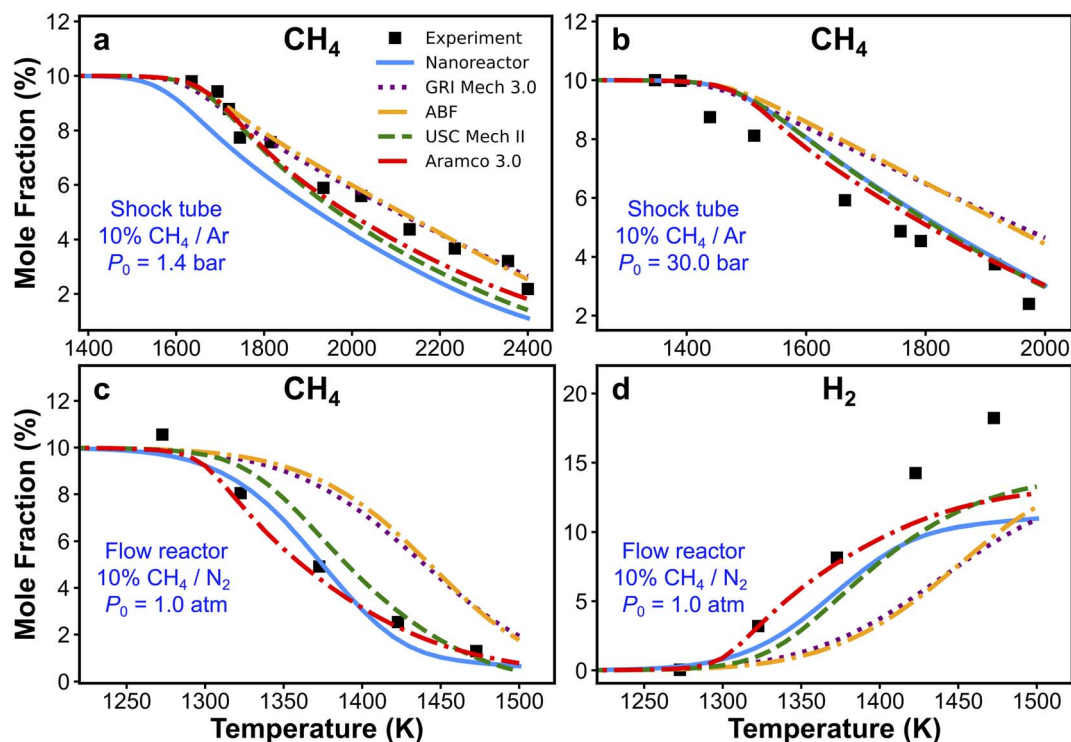 a
CH₄
Experiment
Nanoreactor
GRI Mech 3.0
ABF
USC Mech II
Aramco 3.0
Shock tube
10% CH₄ / Ar
P₀ = 1.4 bar
12
10
8
6
4
2
1400 1600 1800 2000 2200 2400
b
CH₄
Shock tube
10% CH₄ / Ar
P₀ = 30.0 bar
12
10
8
6
4
2
1400 1600 1800 2000
Mole Fraction (%)
c
CH₄
Flow reactor
10% CH₄ / N₂
P₀ = 1.0 atm
12
10
8
6
4
2
0
1250 1300 1350 1400 1450 1500
Temperature (K)
Mole Fraction (%)
d
H₂
Flow reactor
10% CH₄ / N₂
P₀ = 1.0 atm
20
15
10
5
0
1250 1300 1350 1400 1450 1500
Temperature (K)